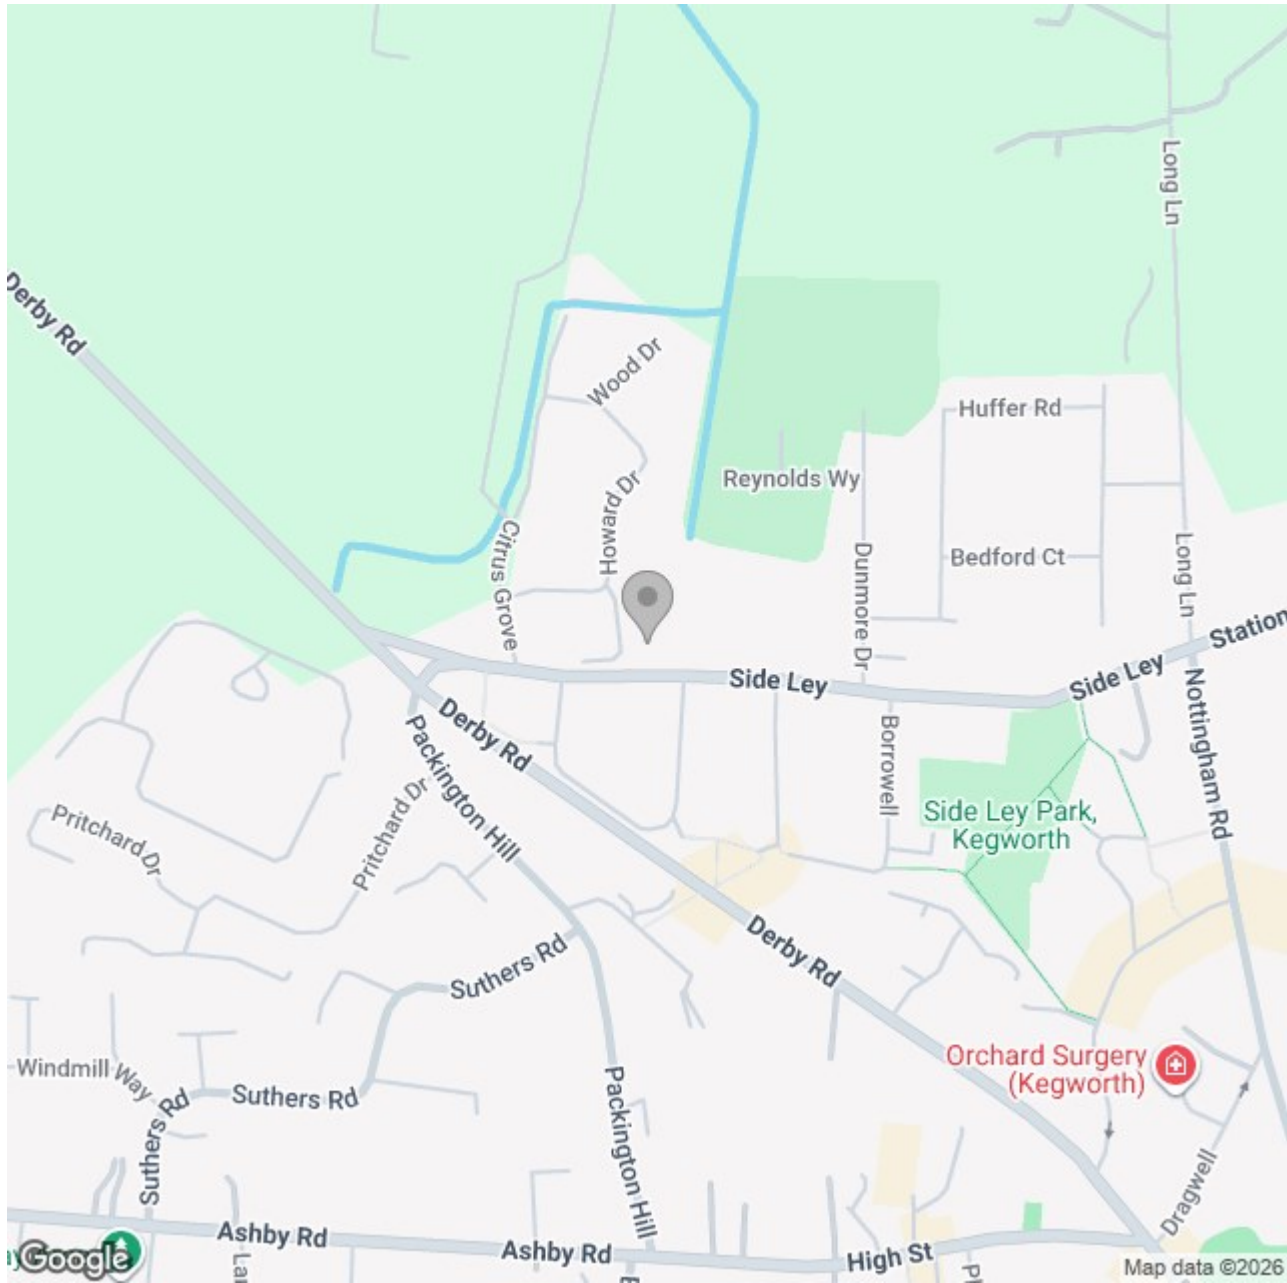 Long Ln
Derby Rd
Wood Dr
Huffer Rd
Reynolds Wy
Howard Dr
Citrus Grove
Dunmore Dr
Bedford Ct
Long Ln
Station
Side Ley
Side Ley
Nottingham Rd
Derby Rd
Packington Hill
Borrowell
Pritchard Dr
Pritchard Dr
Side Ley Park,
Kegworth
Derby Rd
Suthers Rd
Orchard Surgery
(Kegworth)
Windmill Way
Suthers Rd
Suthers Rd
Packington Hill
Dragwell
Ashby Rd
Ashby Rd
High St
Google
Map data ©2026